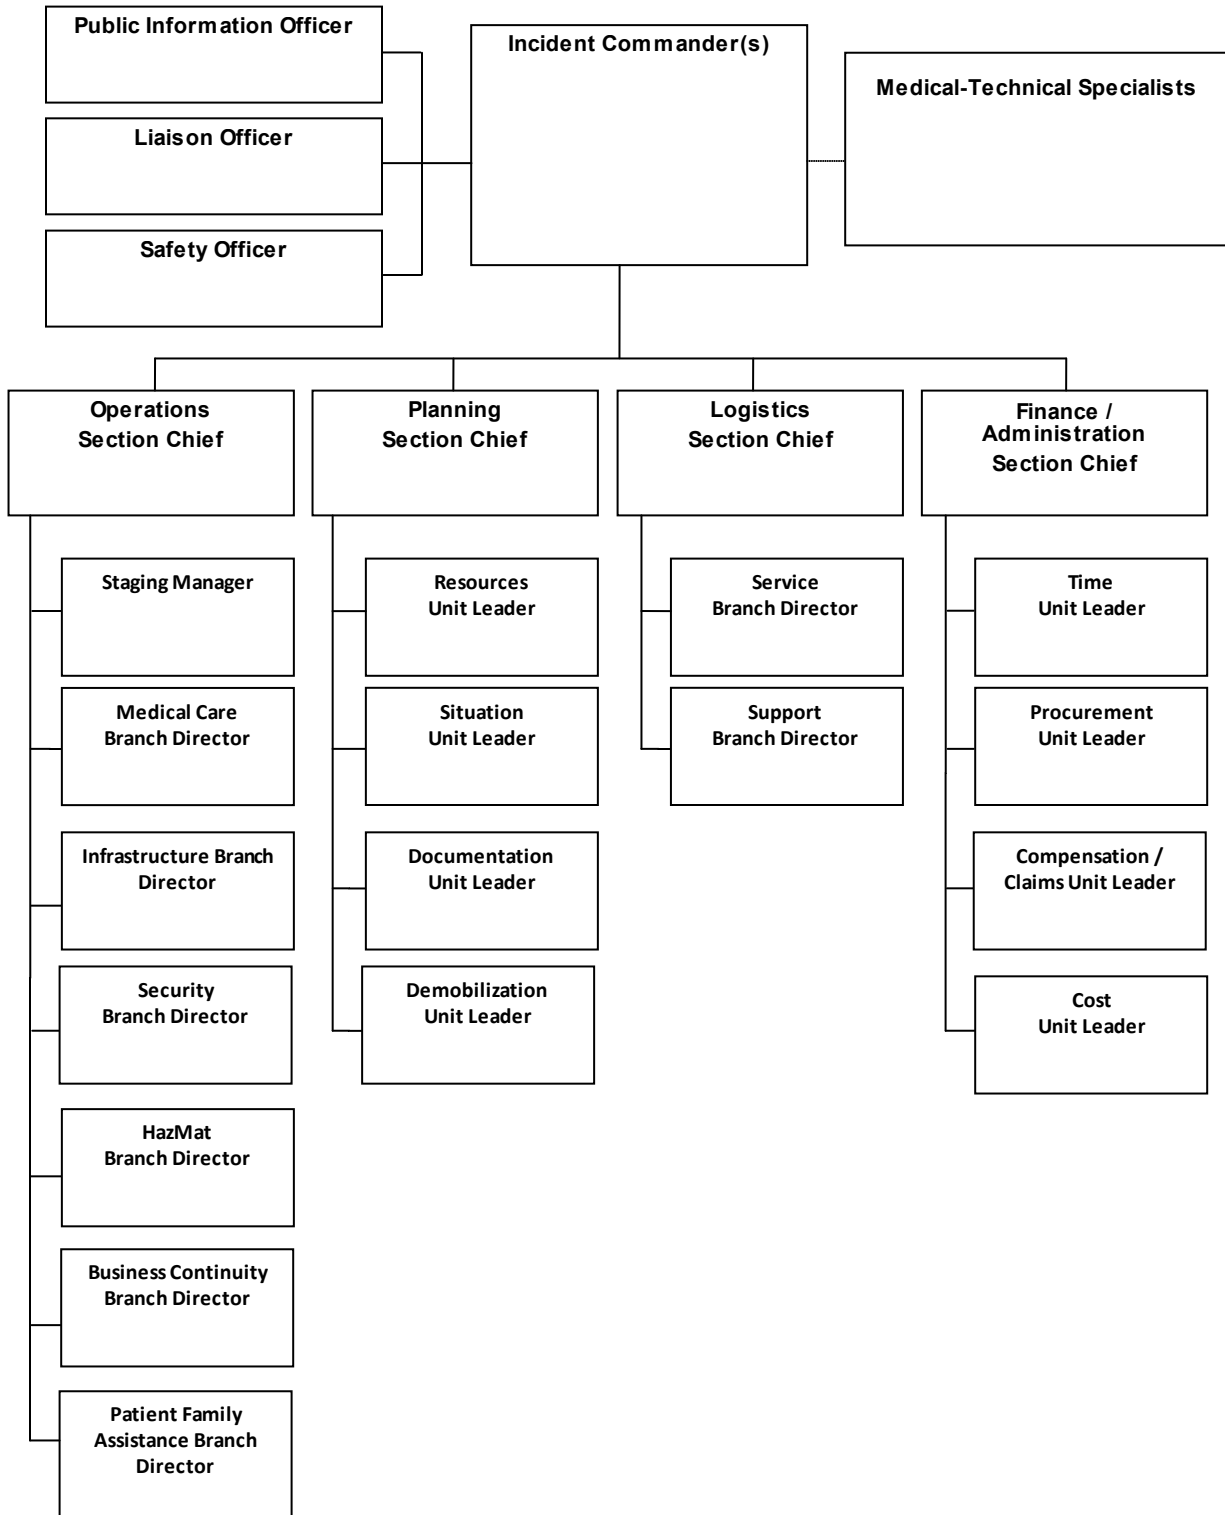 Public Information Officer
Incident Commander(s)
Medical-Technical Specialists
Liaison Officer
Safety Officer
Operations
Section Chief
Planning
Section Chief
Logistics
Section Chief
Finance /
Administration
Section Chief
Staging Manager
Medical Care
Branch Director
Infrastructure Branch
Director
Security
Branch Director
HazMat
Branch Director
Business Continuity
Branch Director
Patient Family
Assistance Branch
Director
Resources
Unit Leader
Situation
Unit Leader
Documentation
Unit Leader
Demobilization
Unit Leader
Service
Branch Director
Support
Branch Director
Time
Unit Leader
Procurement
Unit Leader
Compensation /
Claims Unit Leader
Cost
Unit Leader